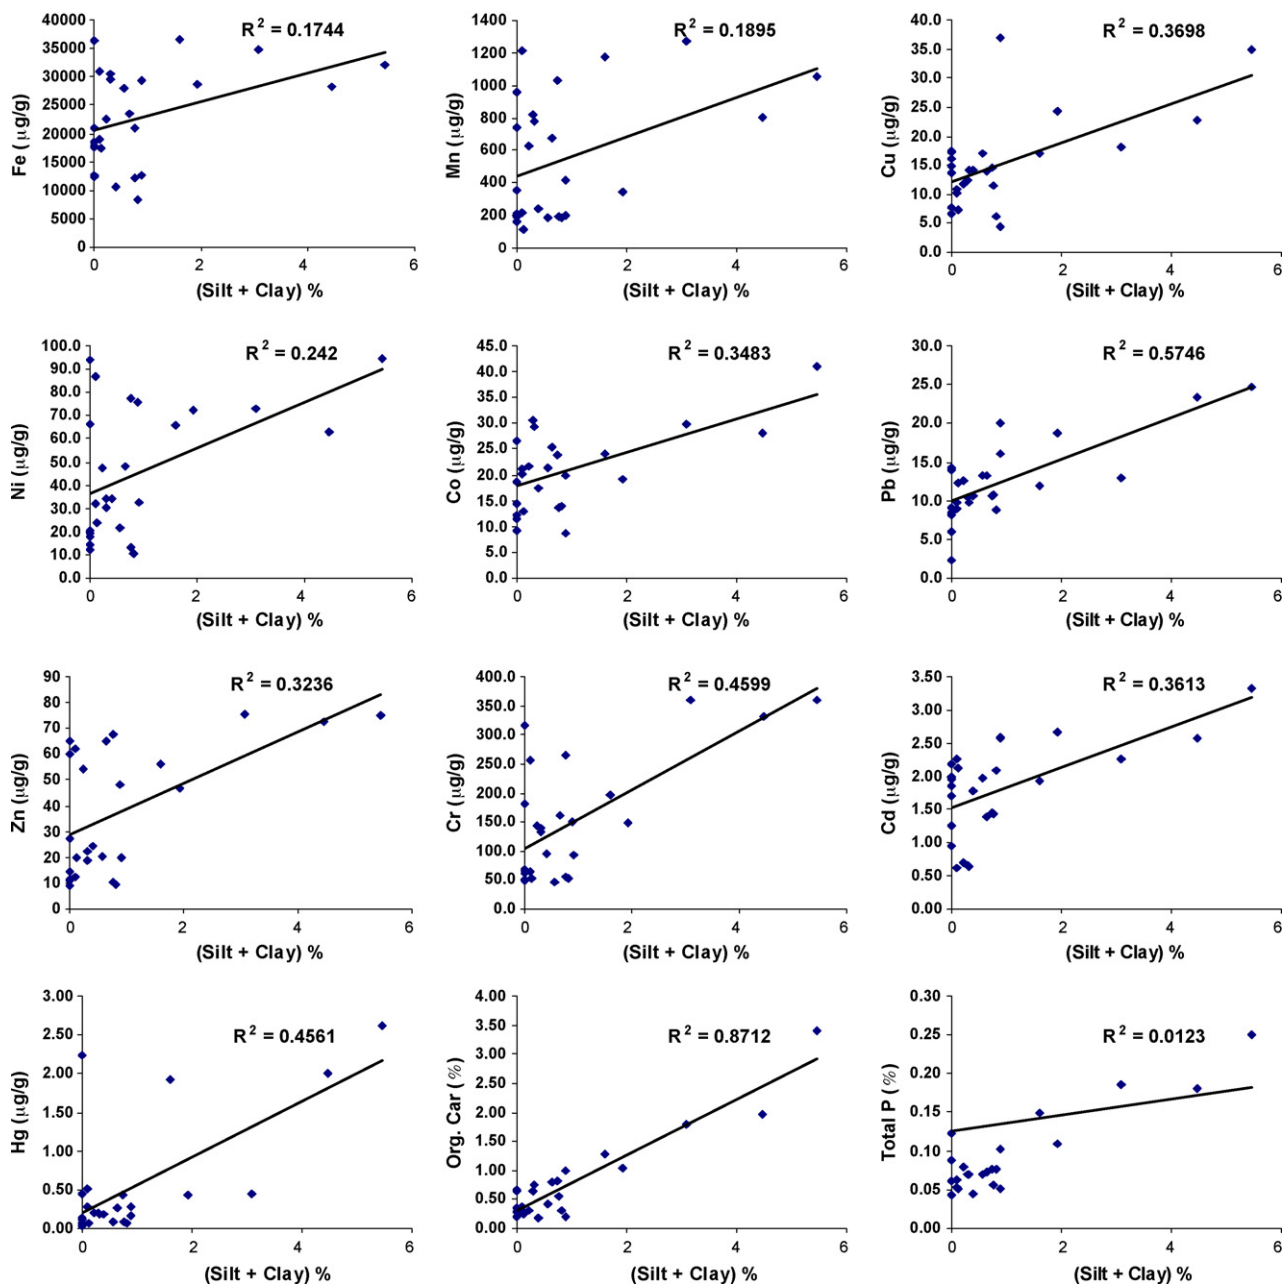 R² = 0.1744
Fe (µg/g)
40000
35000
30000
25000
20000
15000
10000
5000
0
0 2 4 6
(Silt + Clay) %
R² = 0.1895
Mn (µg/g)
1400
1200
1000
800
600
400
200
0
0 2 4 6
(Silt + Clay) %
R² = 0.3698
Cu (µg/g)
40.0
35.0
30.0
25.0
20.0
15.0
10.0
5.0
0.0
0 2 4 6
(Silt + Clay) %
R² = 0.242
Ni (µg/g)
100.0
90.0
80.0
70.0
60.0
50.0
40.0
30.0
20.0
10.0
0.0
0 2 4 6
(Silt + Clay) %
R² = 0.3483
Co (µg/g)
45.0
40.0
35.0
30.0
25.0
20.0
15.0
10.0
5.0
0.0
0 2 4 6
(Silt + Clay) %
R² = 0.5746
Pb (µg/g)
30.0
25.0
20.0
15.0
10.0
5.0
0.0
0 2 4 6
(Silt + Clay) %
R² = 0.3236
Zn (µg/g)
90
80
70
60
50
40
30
20
10
0
0 2 4 6
(Silt + Clay) %
R² = 0.4599
Cr (µg/g)
400.0
350.0
300.0
250.0
200.0
150.0
100.0
50.0
0.0
0 2 4 6
(Silt + Clay) %
R² = 0.3613
Cd (µg/g)
3.50
3.00
2.50
2.00
1.50
1.00
0.50
0.00
0 2 4 6
(Silt + Clay) %
R² = 0.4561
Hg (µg/g)
3.00
2.50
2.00
1.50
1.00
0.50
0.00
0 2 4 6
(Silt + Clay) %
R² = 0.8712
Org. Car (%)
4.00
3.50
3.00
2.50
2.00
1.50
1.00
0.50
0.00
0 2 4 6
(Silt + Clay) %
R² = 0.0123
Total P (%)
0.30
0.25
0.20
0.15
0.10
0.05
0.00
0 2 4 6
(Silt + Clay) %